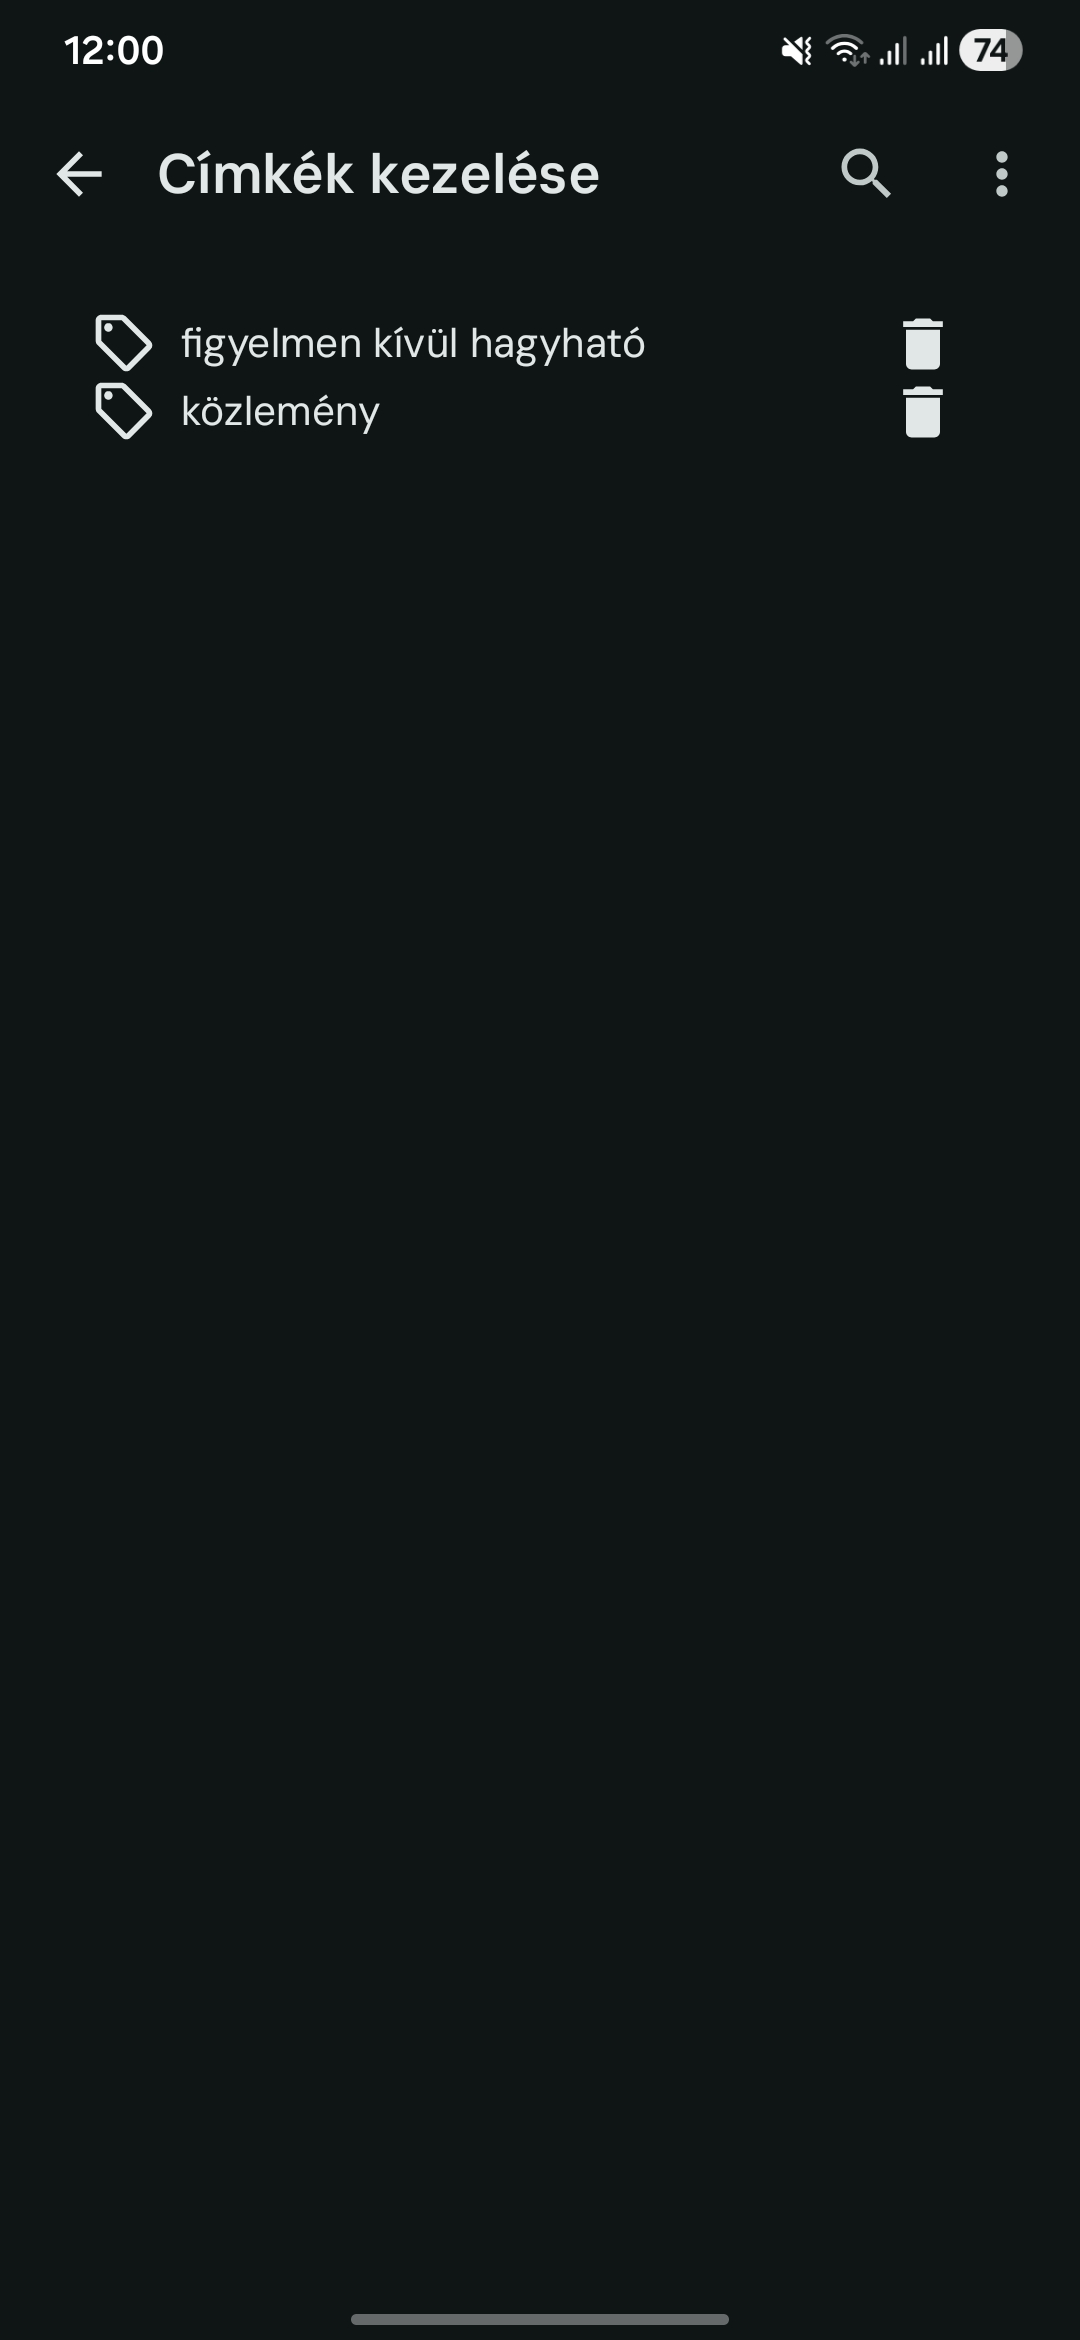 12:00
74
Címkék kezelése
figyelmen kívül hagyható
közlemény